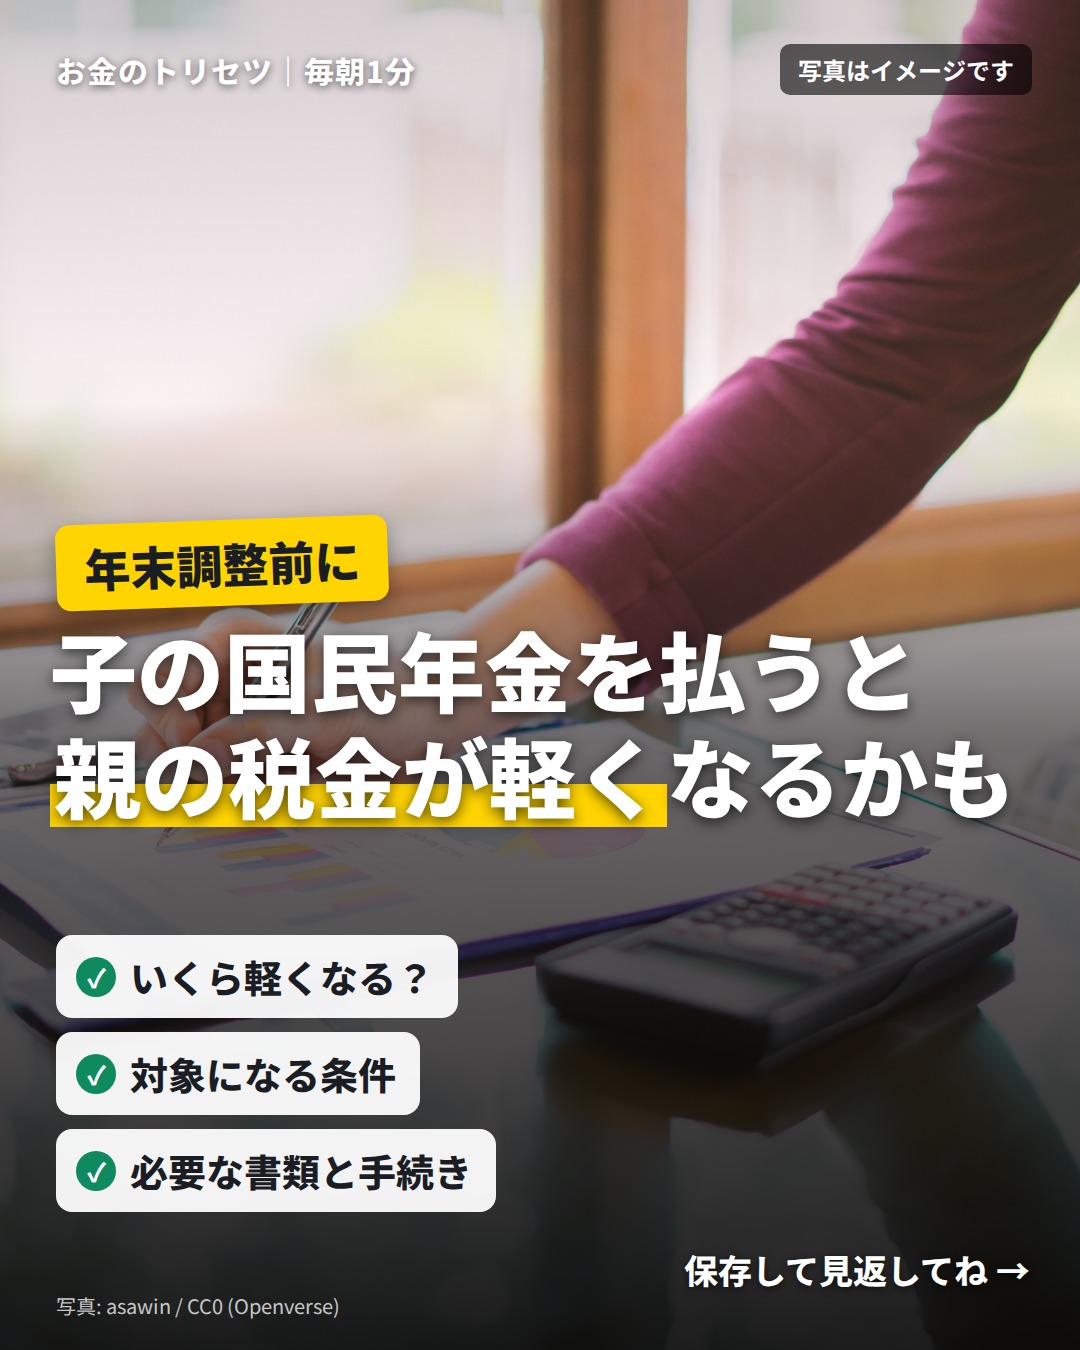 お金のトリセツ｜毎朝1分
写真はイメージです
年末調整前に
子の国民年金を払うと
親の税金が軽くなるかも
✓ いくら軽くなる？
✓ 対象になる条件
✓ 必要な書類と手続き
保存して見返してね →
写真: asawin / CC0 (Openverse)